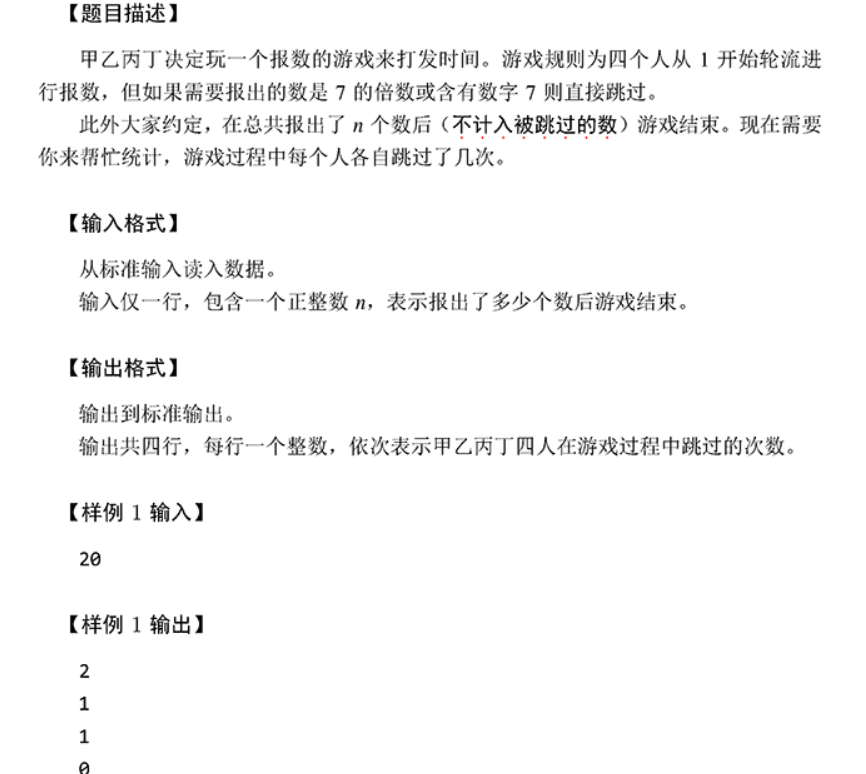 【题目描述】
甲乙丙丁决定玩一个报数的游戏来打发时间。游戏规则为四个人从 1 开始轮流进
行报数，但如果需要报出的数是 7 的倍数或含有数字 7 则直接跳过。
此外大家约定，在总共报出了 n 个数后（不计入被跳过的数）游戏结束。现在需要
你来帮忙统计，游戏过程中每个人各自跳过了几次。
【输入格式】
从标准输入读入数据。
输入仅一行，包含一个正整数 n，表示报出了多少个数后游戏结束。
【输出格式】
输出到标准输出。
输出共四行，每行一个整数，依次表示甲乙丙丁四人在游戏过程中跳过的次数。
【样例 1 输入】
20
【样例 1 输出】
2
1
1
0